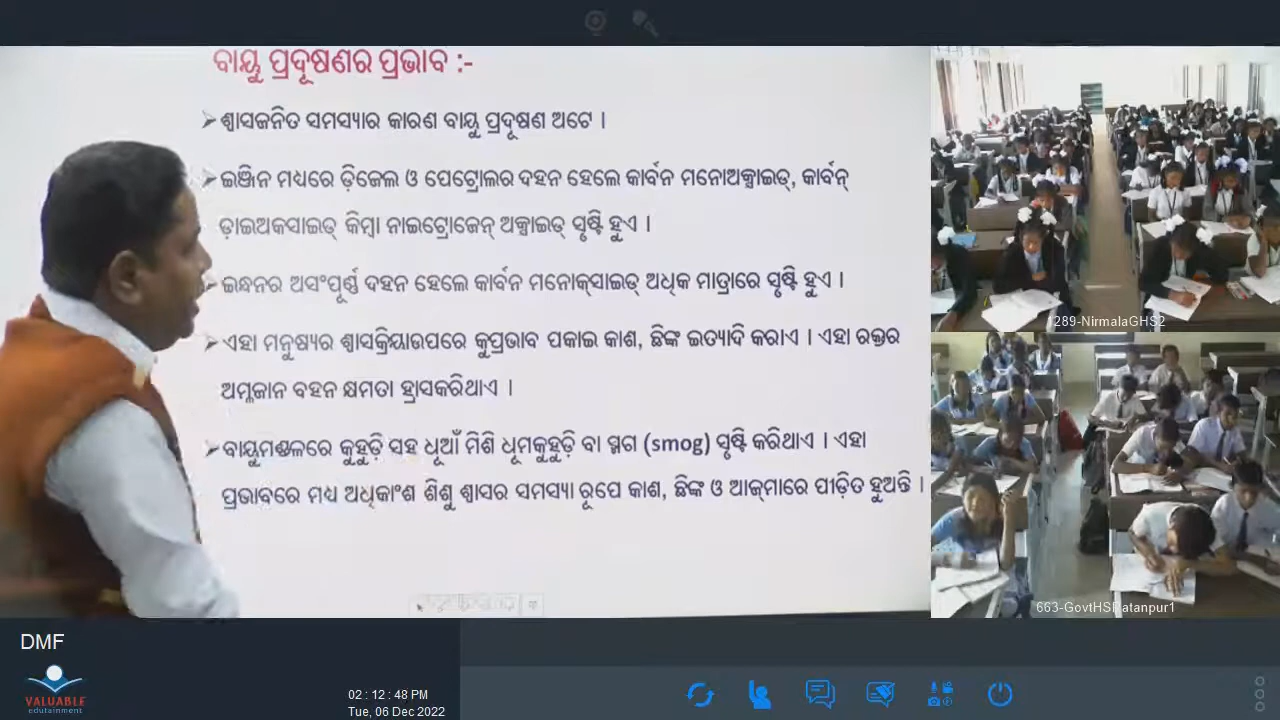 ବାୟୁ ପ୍ରଦୂଷଣର ପ୍ରଭାବ :-
➢ ଶ୍ୱାସଜନିତ ସମସ୍ୟାର କାରଣ ବାୟୁ ପ୍ରଦୂଷଣ ଅଟେ ।
➢ ଇଞ୍ଜିନ ମଧ୍ୟରେ ଡ଼ିଜେଲ ଓ ପେଟ୍ରୋଲର ଦହନ ହେଲେ କାର୍ବନ ମନୋଅକ୍ସାଇଡ୍, କାର୍ବନ୍
ଡ଼ାଇଅକସାଇଡ୍ କିମ୍ବା ନାଇଟ୍ରୋଜେନ୍ ଅକ୍ସାଇଡ୍ ସୃଷ୍ଟି ହୁଏ ।
➢ ଇନ୍ଧନର ଅସଂପୂର୍ଣ୍ଣ ଦହନ ହେଲେ କାର୍ବନ ମନୋକ୍‌ସାଇଡ୍ ଅଧିକ ମାତ୍ରାରେ ସୃଷ୍ଟି ହୁଏ ।
➢ ଏହା ମନୁଷ୍ୟର ଶ୍ୱାସକ୍ରିୟାଉପରେ କୁପ୍ରଭାବ ପକାଇ କାଶ, ଛିଙ୍କ ଇତ୍ୟାଦି କରାଏ । ଏହା ରକ୍ତର
ଅମ୍ଳଜାନ ବହନ କ୍ଷମତା ହ୍ରାସକରିଥାଏ ।
➢ ବାୟୁମଣ୍ଡଳରେ କୁହୁଡ଼ି ସହ ଧୂଆଁ ମିଶି ଧୂମକୁହୁଡ଼ି ବା ସ୍ମଗ (smog) ସୃଷ୍ଟି କରିଥାଏ । ଏହା
ପ୍ରଭାବରେ ମଧ୍ୟ ଅଧିକାଂଶ ଶିଶୁ ଶ୍ୱାସର ସମସ୍ୟା ରୂପେ କାଶ, ଛିଙ୍କ ଓ ଆଜ୍‌ମାରେ ପୀଡ଼ିତ ହୁଅନ୍ତି ।
1289-NirmalaGHS2
663-GovtHSPatanpur1
DMF
VALUABLE
edutainment
02 : 12 : 48 PM
Tue, 06 Dec 2022